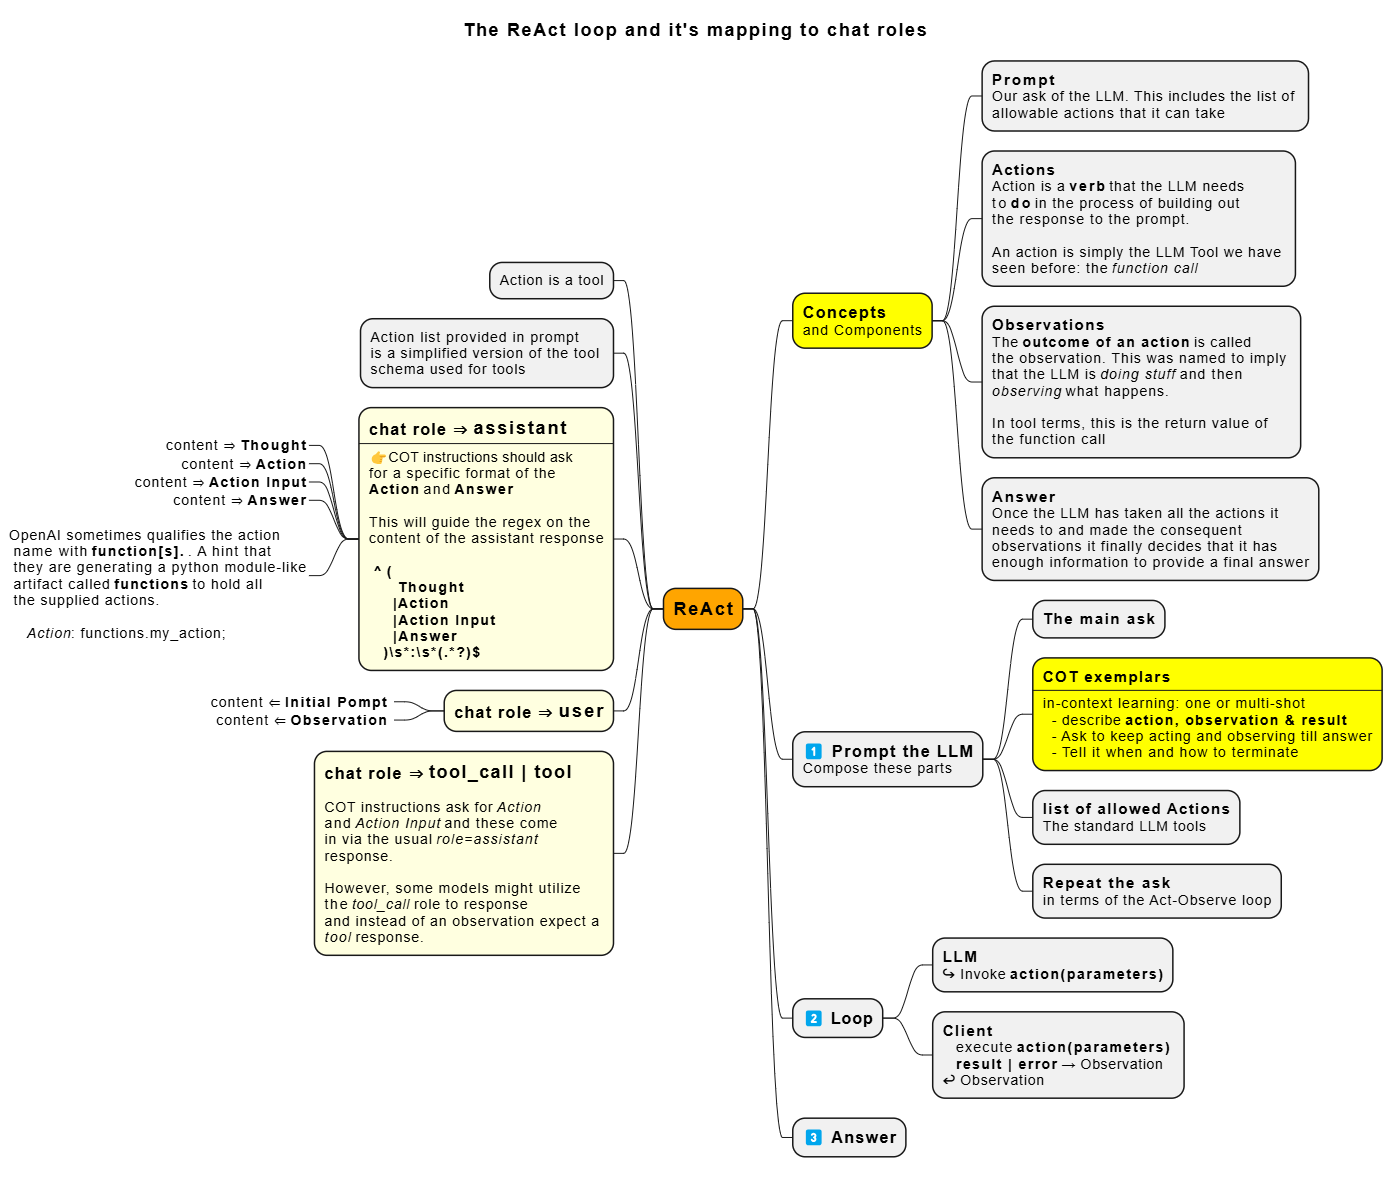 The ReAct loop and it's mapping to chat roles
Action is a tool
Action list provided in prompt
is a simplified version of the tool
schema used for tools
chat role ⇒ assistant
👉COT instructions should ask
for a specific format of the
Action and Answer
This will guide the regex on the
content of the assistant response
^ (
Thought
|Action
|Action Input
|Answer
)\s*:\s*(.*?)$
content ⇒ Thought
content ⇒ Action
content ⇒ Action Input
content ⇒ Answer
OpenAI sometimes qualifies the action
name with function[s]. . A hint that
they are generating a python module-like
artifact called functions to hold all
the supplied actions.
Action: functions.my_action;
chat role ⇒ user
content ⇐ Initial Pompt
content ⇐ Observation
chat role ⇒ tool_call | tool
COT instructions ask for Action
and Action Input and these come
in via the usual role=assistant
response.
However, some models might utilize
the tool_call role to response
and instead of an observation expect a
tool response.
ReAct
Concepts
and Components
Prompt
Our ask of the LLM. This includes the list of
allowable actions that it can take
Actions
Action is a verb that the LLM needs
to do in the process of building out
the response to the prompt.
An action is simply the LLM Tool we have
seen before: the function call
Observations
The outcome of an action is called
the observation. This was named to imply
that the LLM is doing stuff and then
observing what happens.
In tool terms, this is the return value of
the function call
Answer
Once the LLM has taken all the actions it
needs to and made the consequent
observations it finally decides that it has
enough information to provide a final answer
1 Prompt the LLM
Compose these parts
The main ask
COT exemplars
in-context learning: one or multi-shot
- describe action, observation & result
- Ask to keep acting and observing till answer
- Tell it when and how to terminate
list of allowed Actions
The standard LLM tools
Repeat the ask
in terms of the Act-Observe loop
2 Loop
LLM
↪ Invoke action(parameters)
Client
execute action(parameters)
result | error → Observation
↩ Observation
3 Answer